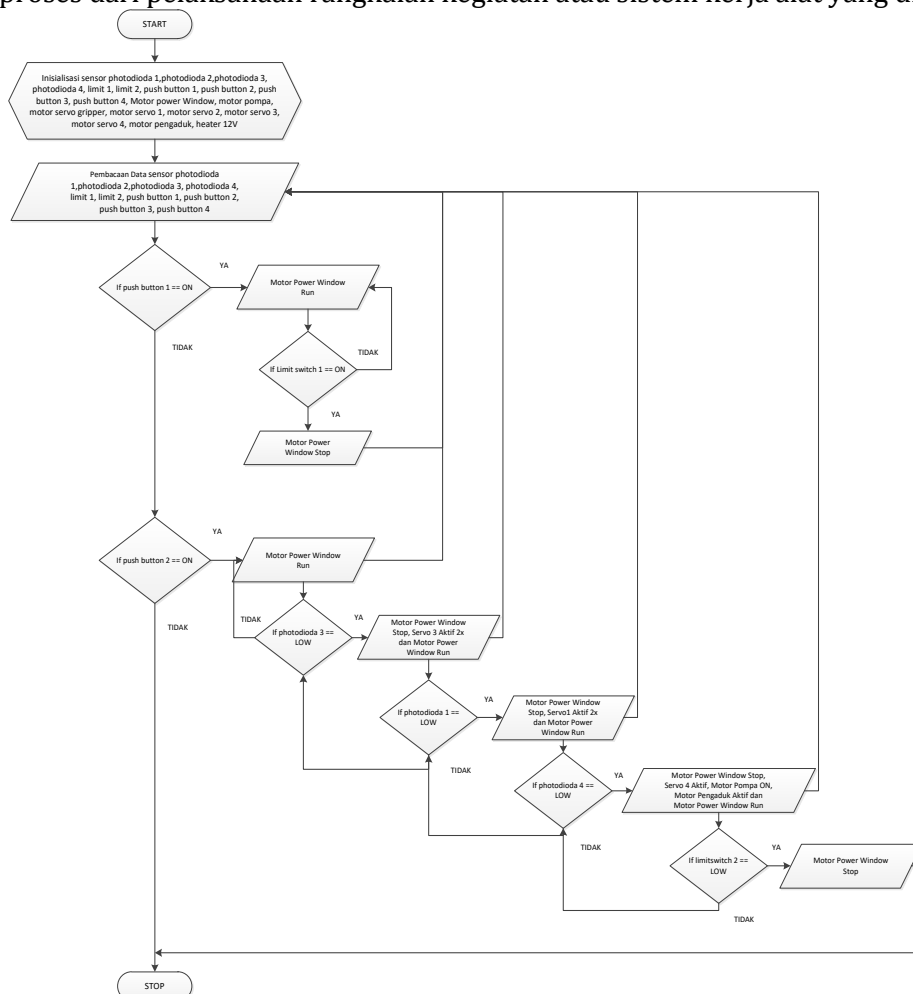 proses dari pelaksanaan rangkaian kegiatan atau sistem kerja alat yang
START
Inisialisasi sensor photodioda 1,photodioda 2,photodioda 3,
photodioda 4, limit 1, limit 2, push button 1, push button 2, push
button 3, push button 4, Motor power Window, motor pompa,
motor servo gripper, motor servo 1, motor servo 2, motor servo 3,
motor servo 4, motor pengaduk, heater 12V
Pembacaan Data sensor photodioda
1,photodioda 2,photodioda 3, photodioda 4,
limit 1, limit 2, push button 1, push button 2,
push button 3, push button 4
If push button 1 == ON
YA
Motor Power Window
Run
TIDAK
If Limit switch 1 == ON
TIDAK
YA
Motor Power
Window Stop
If push button 2 == ON
YA
Motor Power Window
Run
TIDAK
If photodioda 3 ==
LOW
TIDAK
YA
Motor Power Window
Stop, Servo 3 Aktif 2x
dan Motor Power
Window Run
If photodioda 1 ==
LOW
YA
TIDAK
Motor Power Window
Stop, Servo1 Aktif 2x
dan Motor Power
Window Run
If photodioda 4 ==
LOW
YA
TIDAK
Motor Power Window Stop,
Servo 4 Aktif, Motor Pompa ON,
Motor Pengaduk Aktif dan
Motor Power Window Run
If limitswitch 2 ==
LOW
YA
TIDAK
Motor Power Window
Stop
STOP